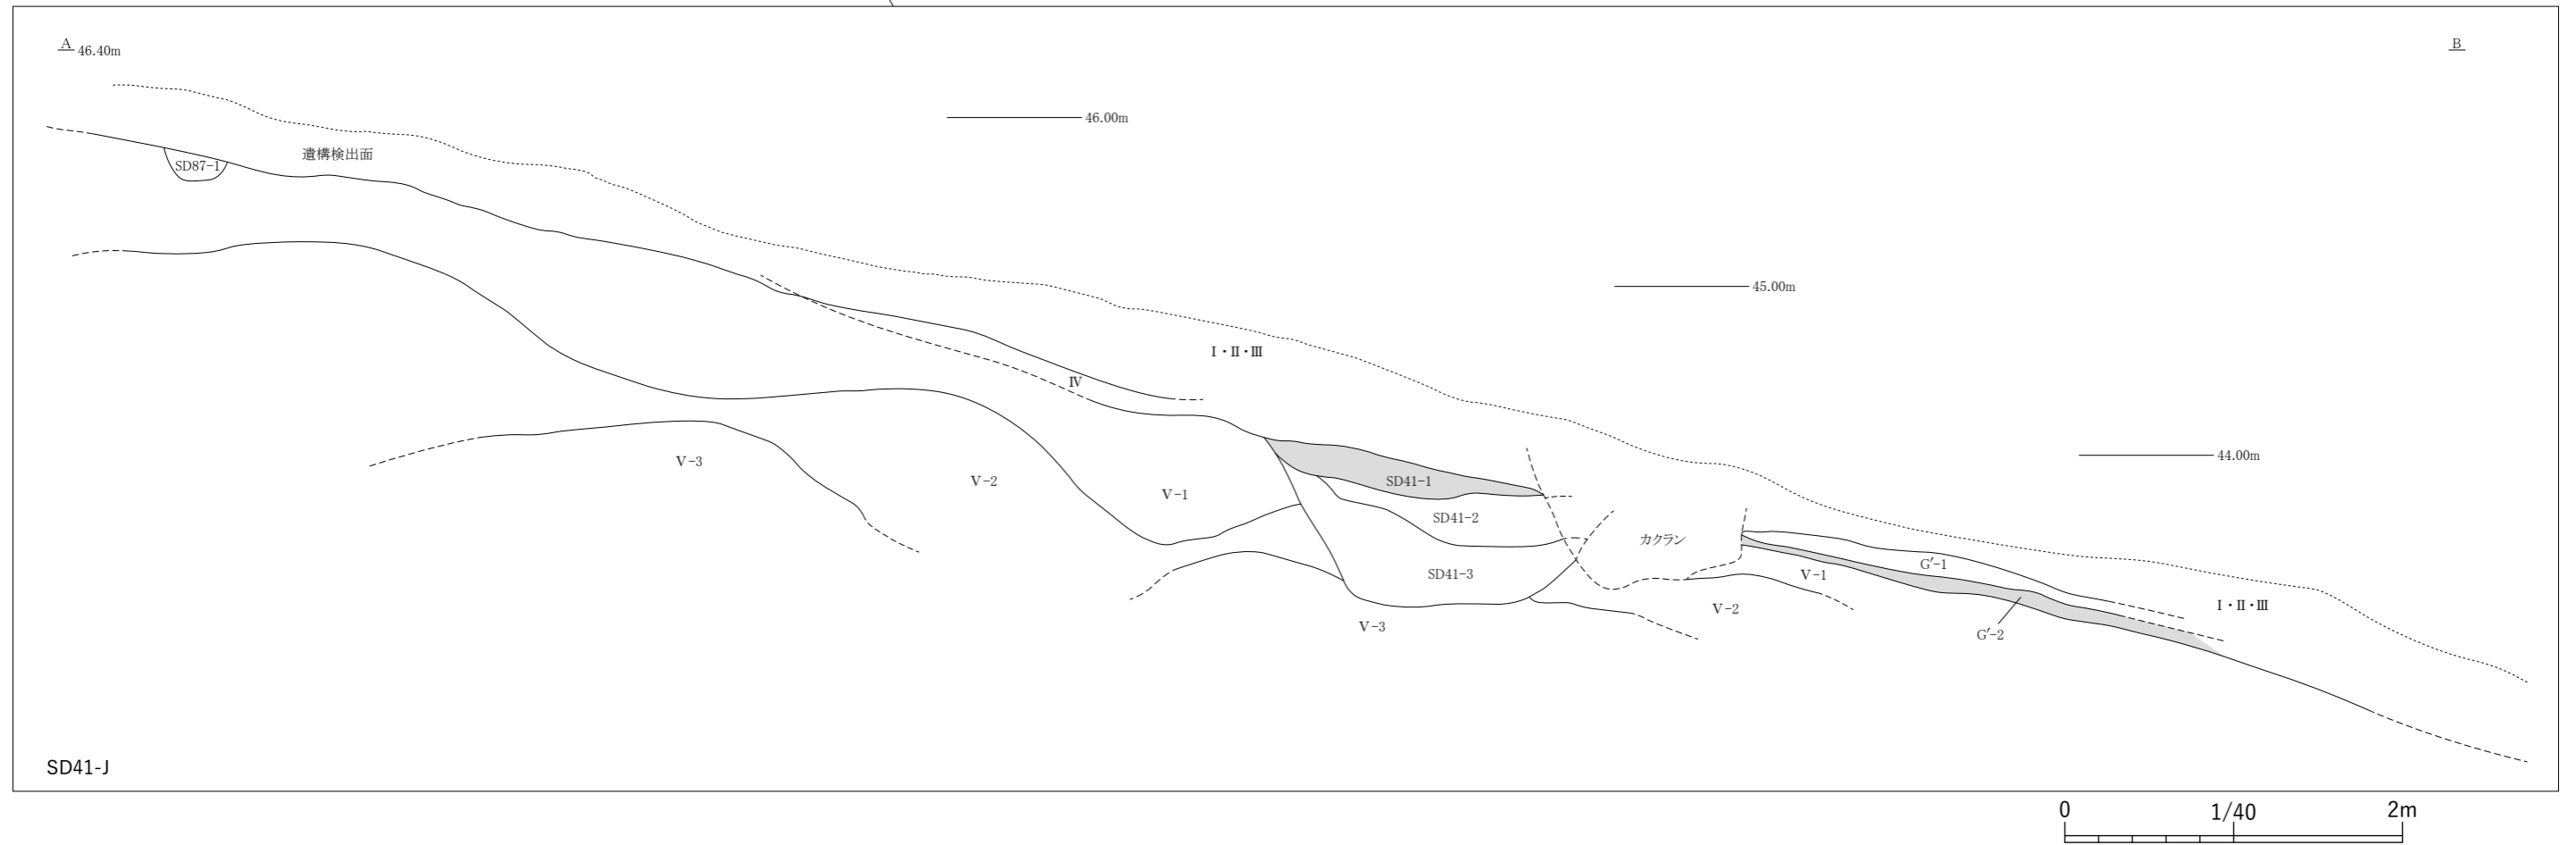 A 46.40m
B
46.00m
SD87-1
遺構検出面
45.00m
Ⅰ・Ⅱ・Ⅲ
Ⅳ
44.00m
Ⅴ-3
Ⅴ-2
Ⅴ-1
SD41-1
SD41-2
カクラン
SD41-3
G'-1
Ⅴ-1
Ⅴ-2
Ⅰ・Ⅱ・Ⅲ
Ⅴ-3
G'-2
SD41-J
0 1/40 2m